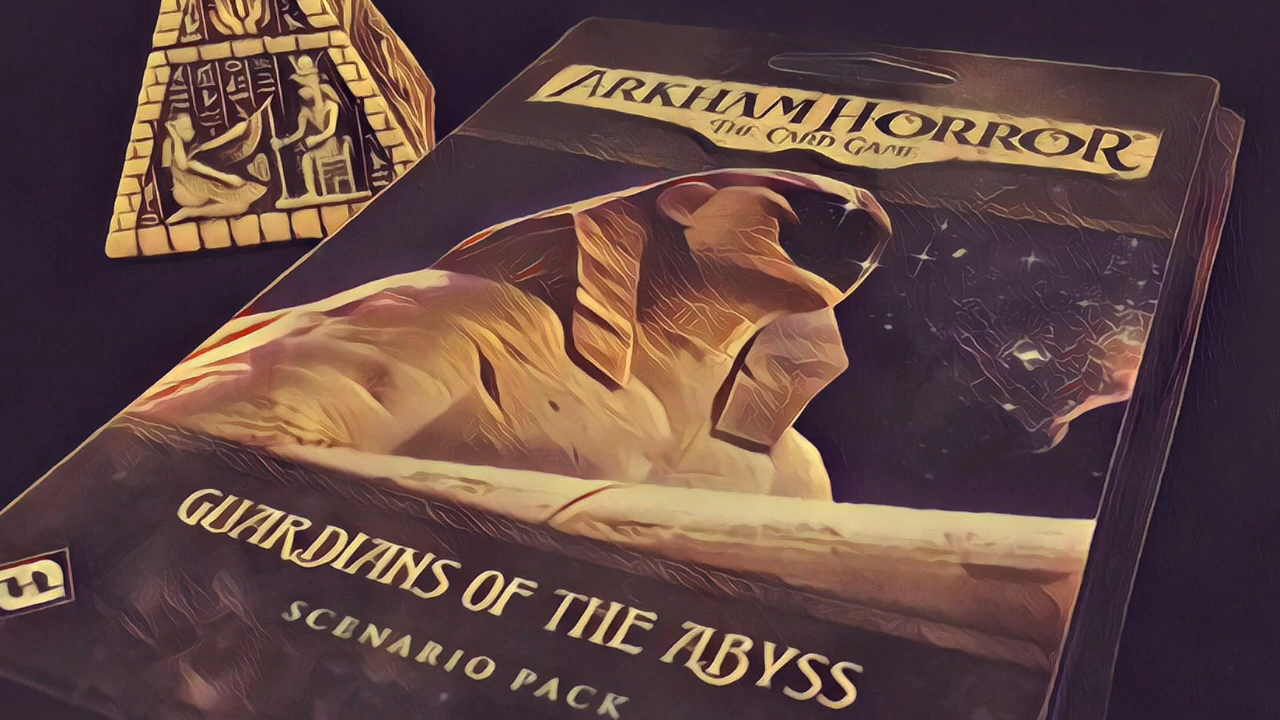 ARKHAM HORROR
THE CARD GAME
GUARDIANS OF THE ABYSS
SCENARIO PACK